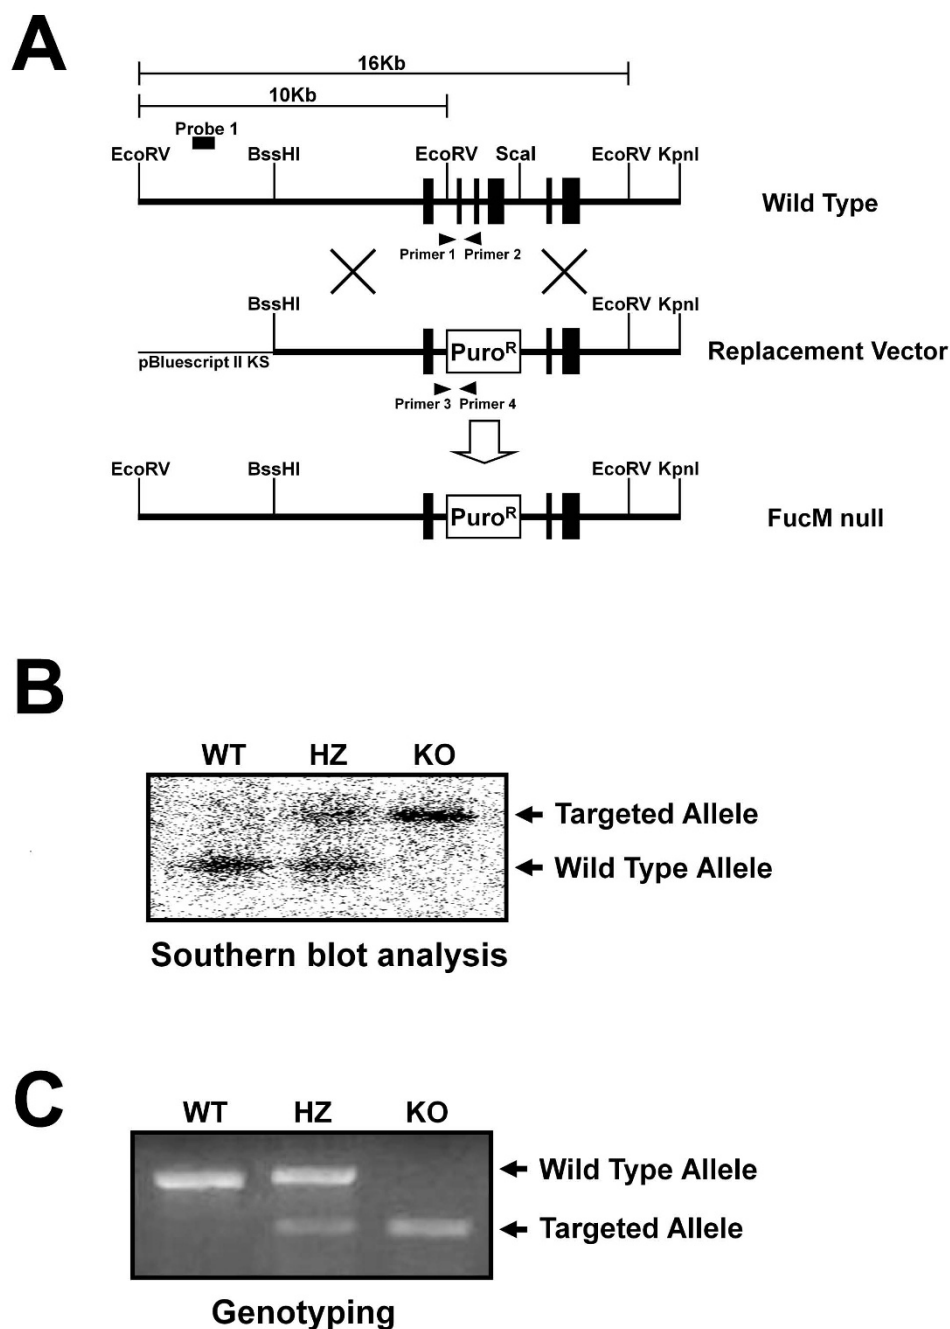 A
16Kb
10Kb
Probe 1
EcoRV BssHI EcoRV ScaI EcoRV KpnI
Wild Type
Primer 1 Primer 2
BssHI EcoRV KpnI
pBluescript II KS
Puroᴿ
Replacement Vector
Primer 3 Primer 4
EcoRV BssHI EcoRV KpnI
Puroᴿ
FucM null
B
WT HZ KO
Targeted Allele
Wild Type Allele
Southern blot analysis
C
WT HZ KO
Wild Type Allele
Targeted Allele
Genotyping